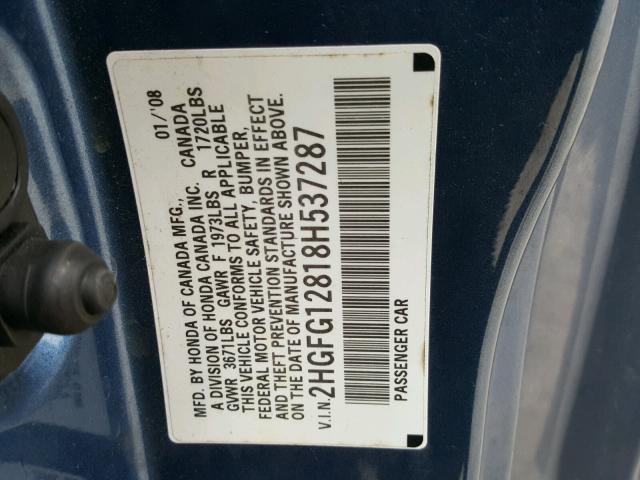 MFD. BY HONDA OF CANADA MFG., 01/'08
A DIVISION OF HONDA CANADA INC. CANADA
GVWR 3671LBS GAWR F 1973LBS R 1720LBS
THIS VEHICLE CONFORMS TO ALL APPLICABLE
FEDERAL MOTOR VEHICLE SAFETY, BUMPER,
AND THEFT PREVENTION STANDARDS IN EFFECT
ON THE DATE OF MANUFACTURE SHOWN ABOVE.
V.I.N. 2HGFG12818H537287
PASSENGER CAR